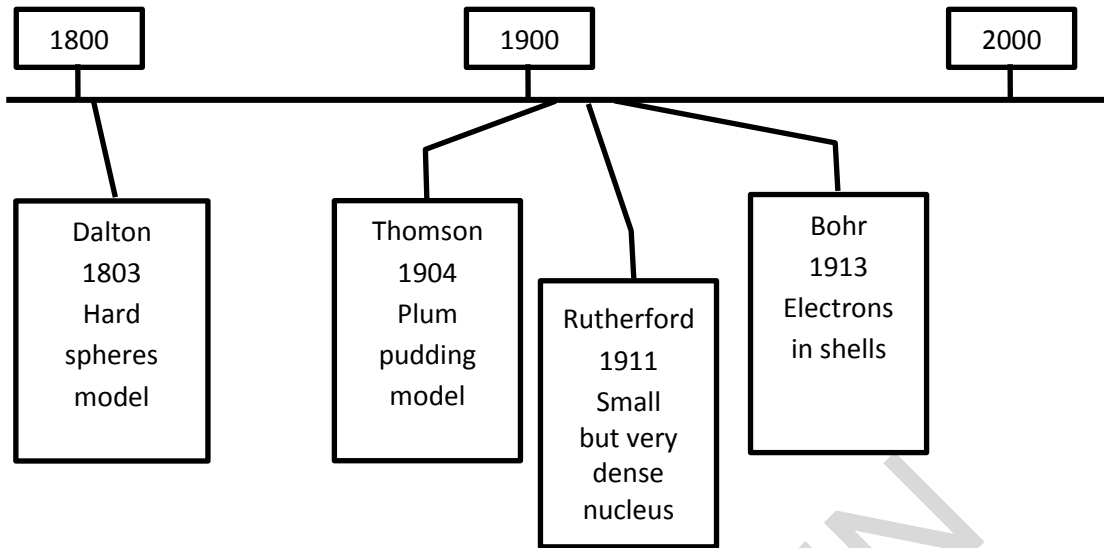 1800
1900
2000
Dalton
1803
Hard
spheres
model
Thomson
1904
Plum
pudding
model
Rutherford
1911
Small
but very
dense
nucleus
Bohr
1913
Electrons
in shells